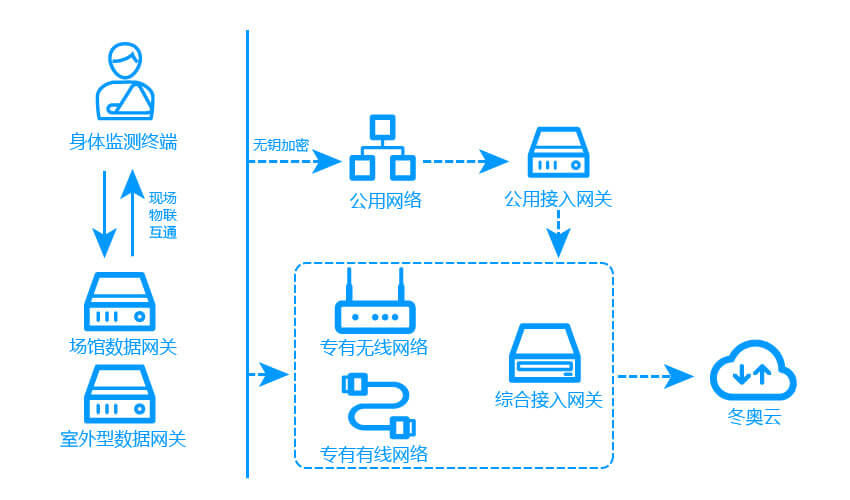 身体监测终端
现场
物联
互通
场馆数据网关
室外型数据网关
无钥加密
公用网络
公用接入网关
专有无线网络
专有有线网络
综合接入网关
冬奥云